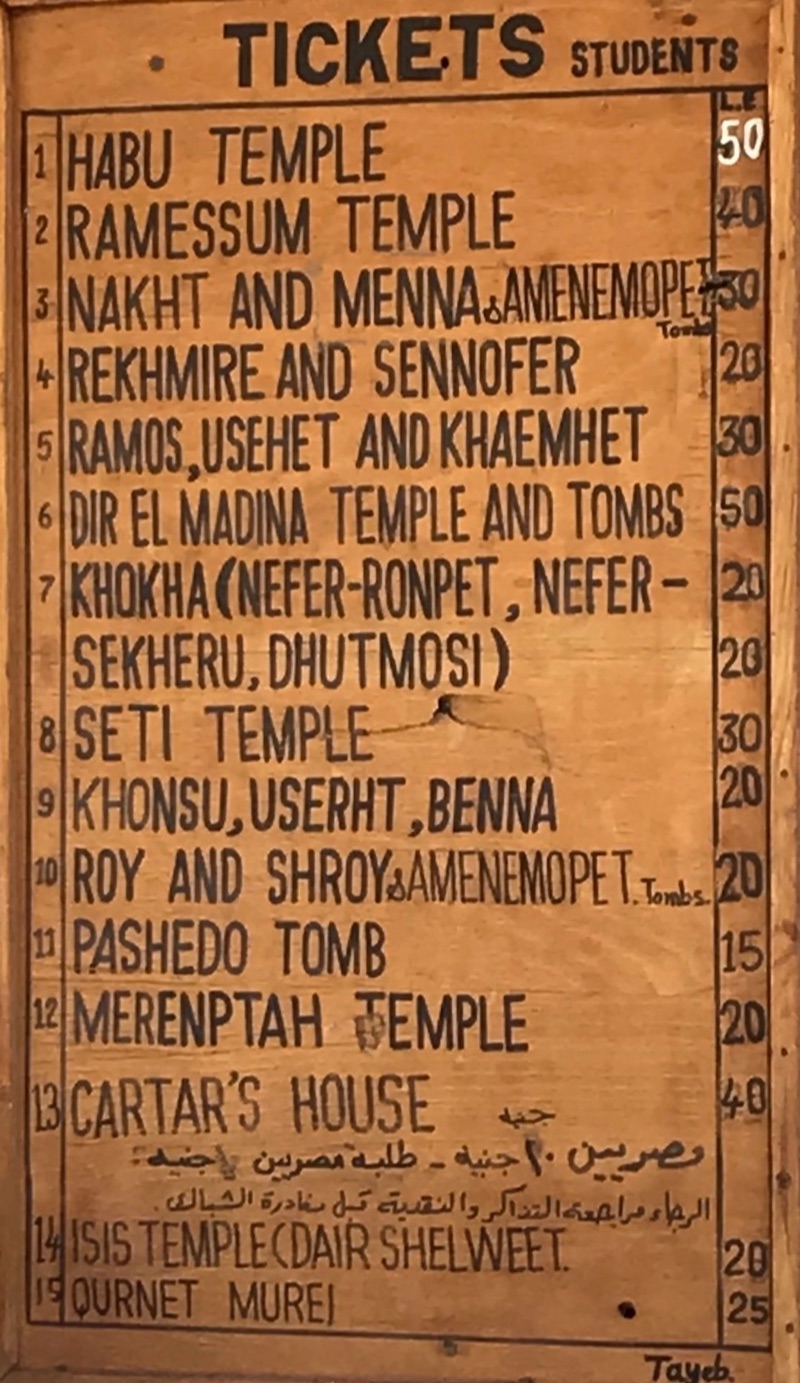 TICKETS STUDENTS
L.E
1 HABU TEMPLE 50
2 RAMESSUM TEMPLE 40
3 NAKHT AND MENNA & AMENEMOPET 30
Tombs
4 REKHMIRE AND SENNOFER 20
5 RAMOS, USEHET AND KHAEMHET 30
6 DIR EL MADINA TEMPLE AND TOMBS 50
7 KHOKHA (NEFER-RONPET, NEFER- 20
SEKHERU, DHUTMOSI) 20
8 SETI TEMPLE 30
9 KHONSU, USERHT, BENNA 20
10 ROY AND SHROY & AMENEMOPET. Tombs. 20
11 PASHEDO TOMB 15
12 MERENPTAH TEMPLE 20
13 CARTAR'S HOUSE 40
جنيه
مصريين ٢٠ جنية - طلبة مصريين جنيه
الرجاء مراجعة التذاكر والنقدية قبل مغادرة الشباك.
14 ISIS TEMPLE (DAIR SHELWEET. 20
15 QURNET MUREI 25
Tayeb.